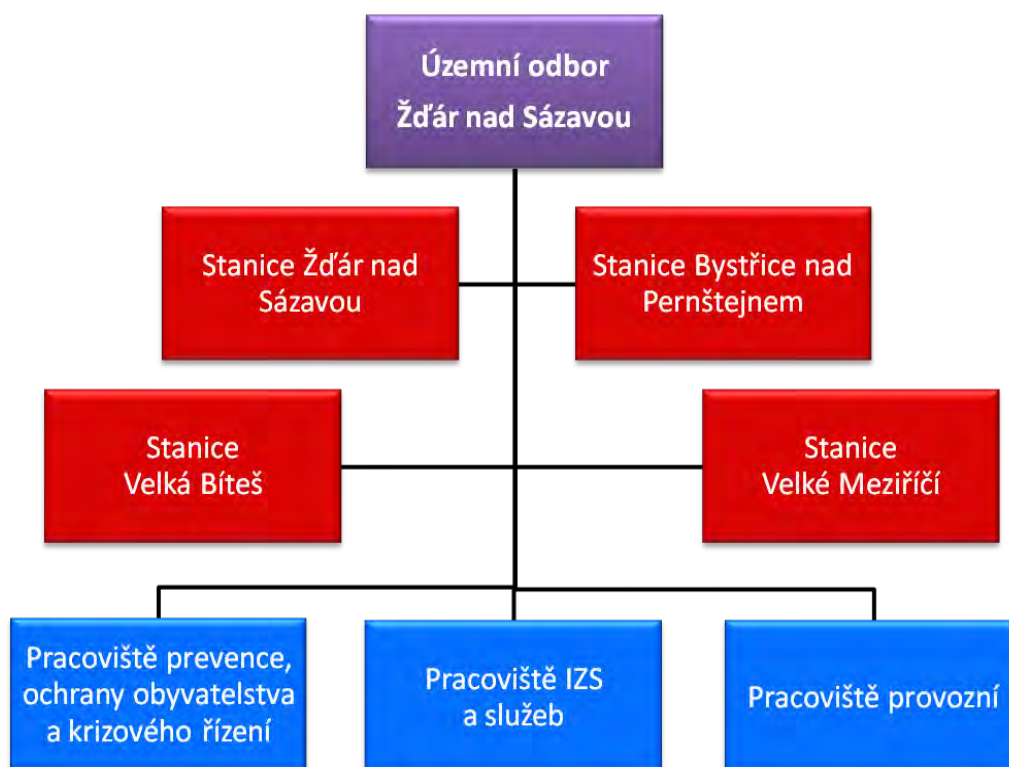 Územní odbor
Žďár nad Sázavou
Stanice Žďár nad
Sázavou
Stanice Bystřice nad
Pernštejnem
Stanice
Velká Bíteš
Stanice
Velké Meziříčí
Pracoviště prevence,
ochrany obyvatelstva
a krizového řízení
Pracoviště IZS
a služeb
Pracoviště provozní